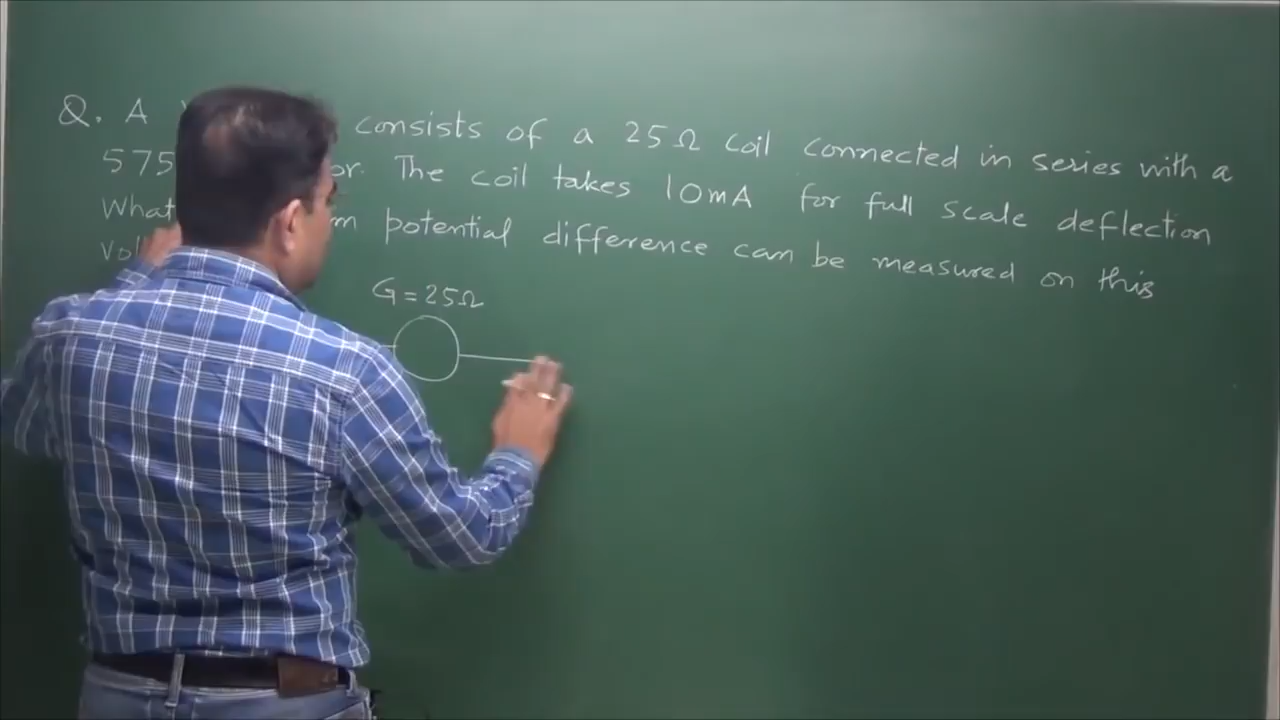 Q. A consists of a 25Ω coil connected in series with a
575 or. The coil takes 10mA for full scale deflection
What m potential difference can be measured on this
Vol
G = 25Ω